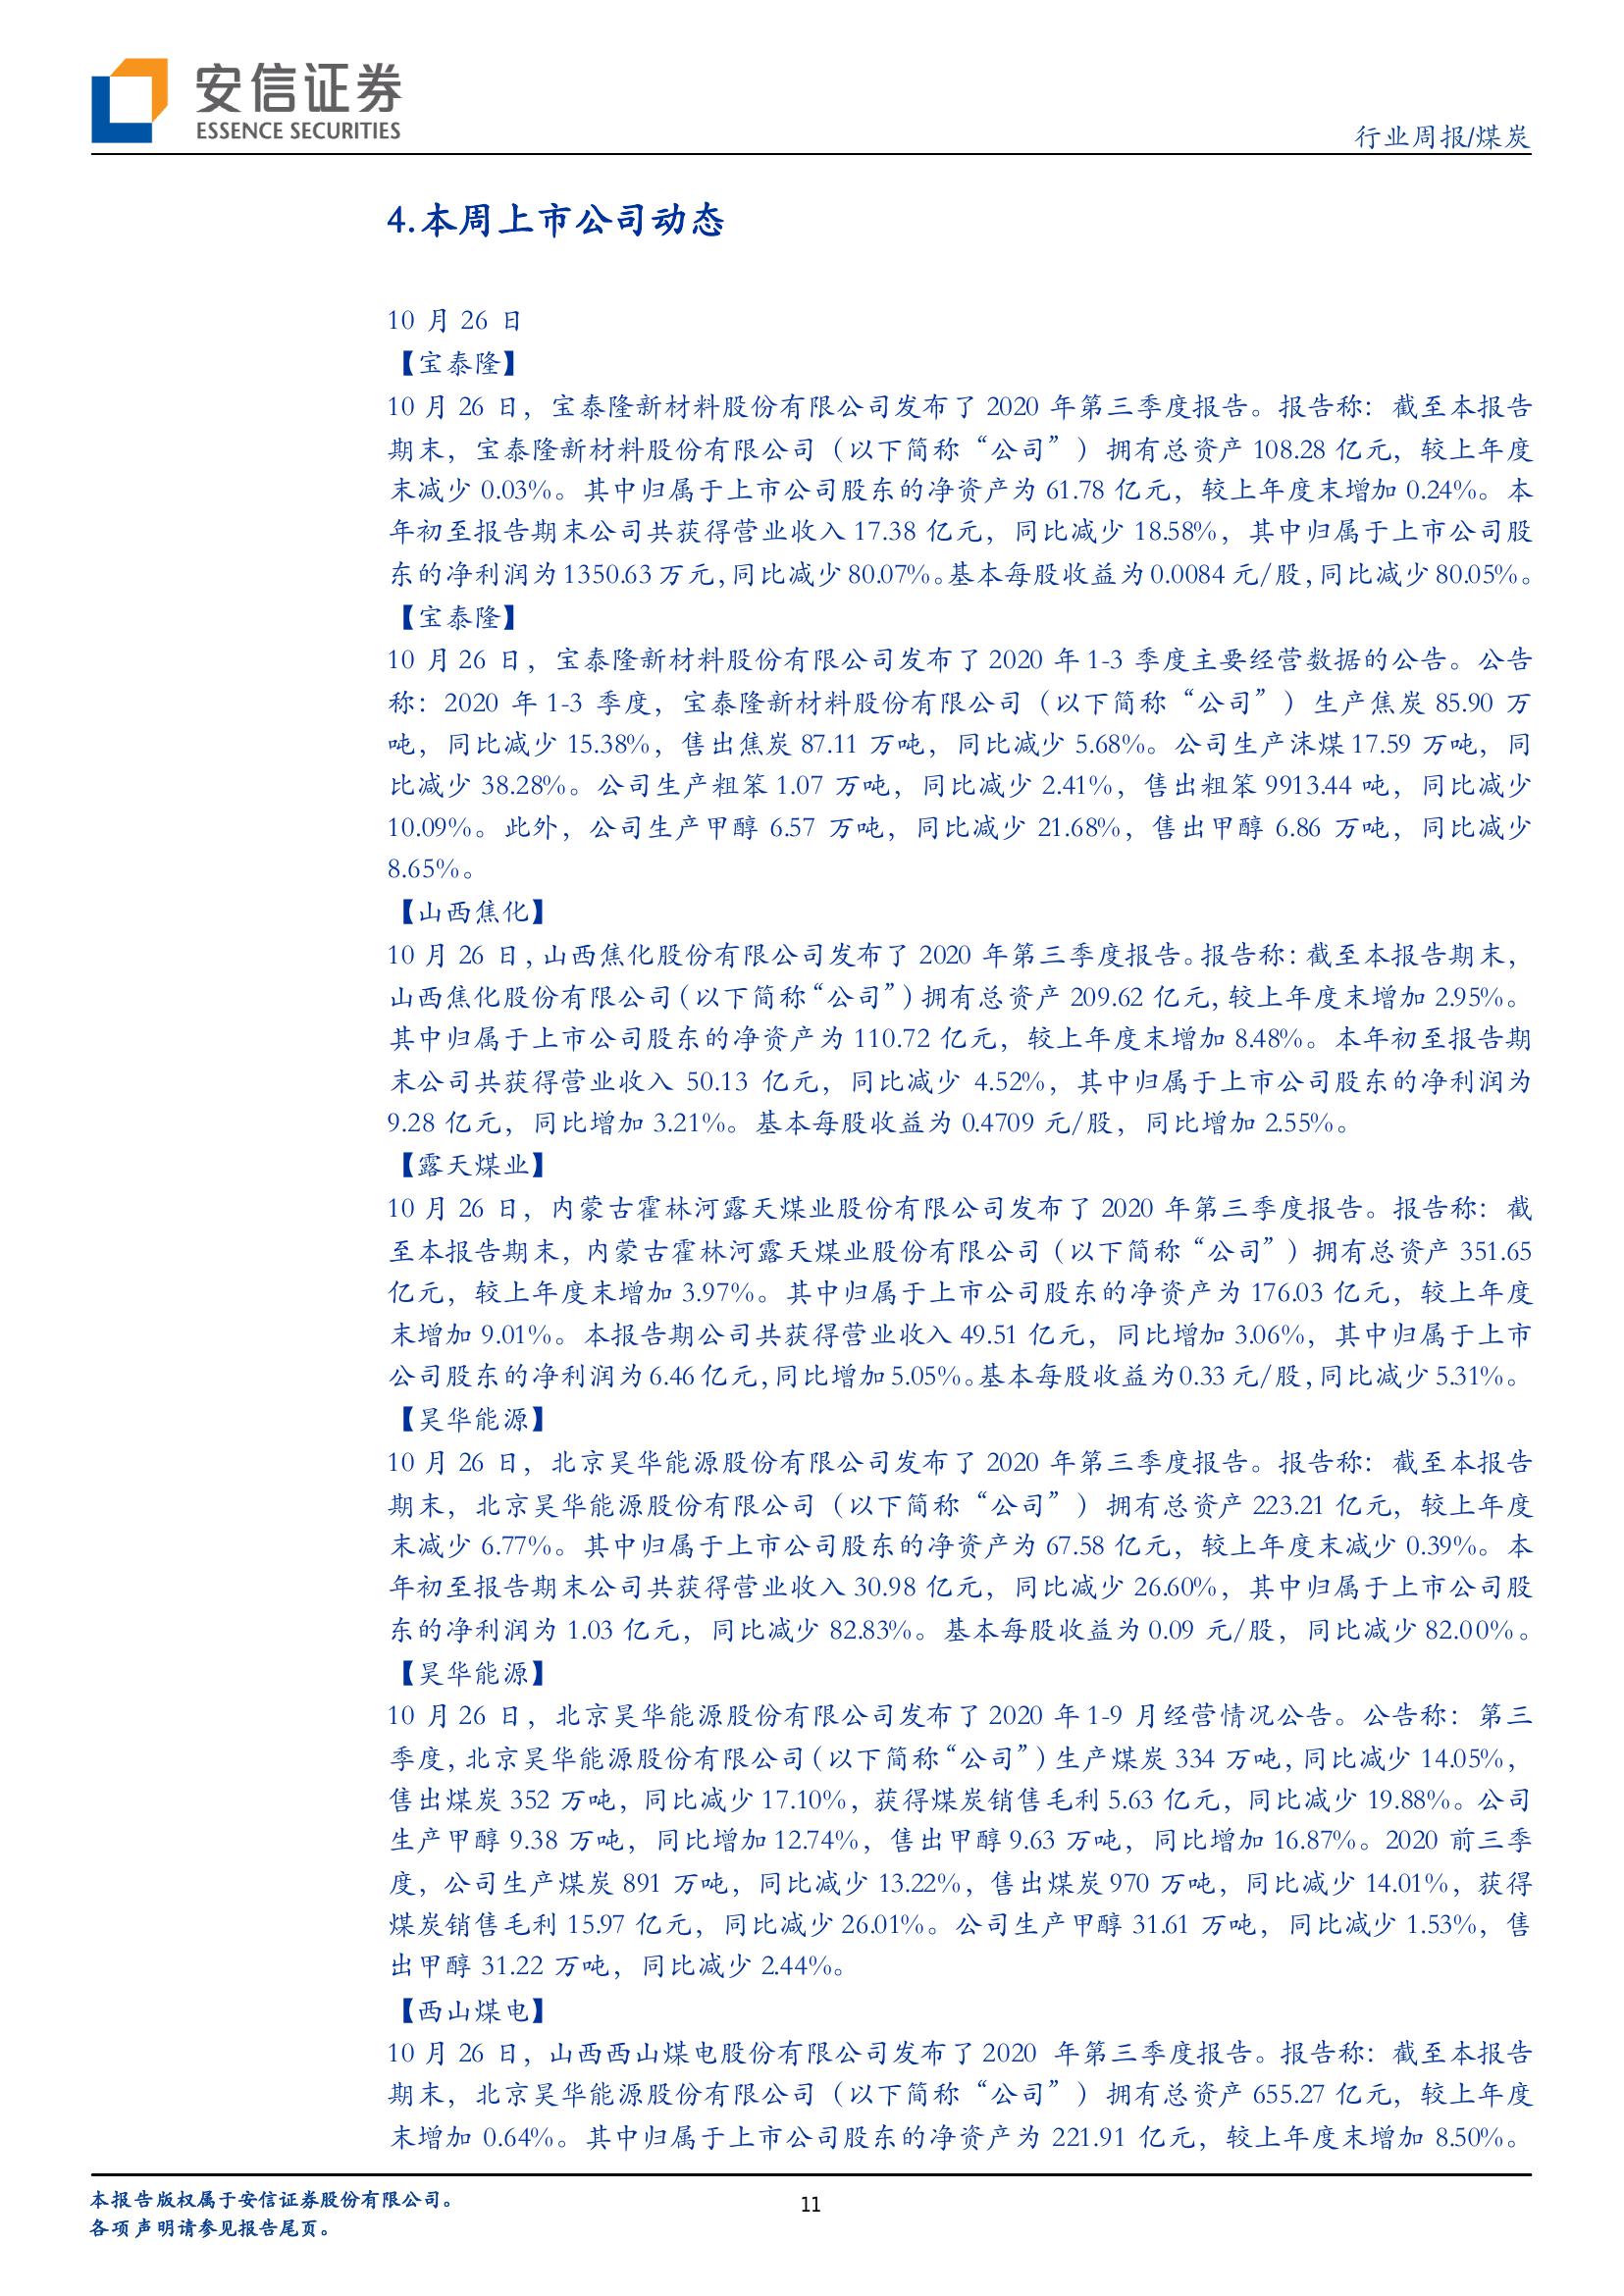 安信证券
ESSENCE SECURITIES
行业周报/煤炭
4.本周上市公司动态
10 月 26 日
【宝泰隆】
10 月 26 日，宝泰隆新材料股份有限公司发布了 2020 年第三季度报告。报告称：截至本报告
期末，宝泰隆新材料股份有限公司（以下简称“公司”）拥有总资产 108.28 亿元，较上年度
末减少 0.03%。其中归属于上市公司股东的净资产为 61.78 亿元，较上年度末增加 0.24%。本
年初至报告期末公司共获得营业收入 17.38 亿元，同比减少 18.58%，其中归属于上市公司股
东的净利润为 1350.63 万元，同比减少 80.07%。基本每股收益为 0.0084 元/股，同比减少 80.05%。
【宝泰隆】
10 月 26 日，宝泰隆新材料股份有限公司发布了 2020 年 1-3 季度主要经营数据的公告。公告
称：2020 年 1-3 季度，宝泰隆新材料股份有限公司（以下简称“公司”）生产焦炭 85.90 万
吨，同比减少 15.38%，售出焦炭 87.11 万吨，同比减少 5.68%。公司生产沫煤 17.59 万吨，同
比减少 38.28%。公司生产粗笨 1.07 万吨，同比减少 2.41%，售出粗笨 9913.44 吨，同比减少
10.09%。此外，公司生产甲醇 6.57 万吨，同比减少 21.68%，售出甲醇 6.86 万吨，同比减少
8.65%。
【山西焦化】
10 月 26 日，山西焦化股份有限公司发布了 2020 年第三季度报告。报告称：截至本报告期末，
山西焦化股份有限公司（以下简称“公司”）拥有总资产 209.62 亿元，较上年度末增加 2.95%。
其中归属于上市公司股东的净资产为 110.72 亿元，较上年度末增加 8.48%。本年初至报告期
末公司共获得营业收入 50.13 亿元，同比减少 4.52%，其中归属于上市公司股东的净利润为
9.28 亿元，同比增加 3.21%。基本每股收益为 0.4709 元/股，同比增加 2.55%。
【露天煤业】
10 月 26 日，内蒙古霍林河露天煤业股份有限公司发布了 2020 年第三季度报告。报告称：截
至本报告期末，内蒙古霍林河露天煤业股份有限公司（以下简称“公司”）拥有总资产 351.65
亿元，较上年度末增加 3.97%。其中归属于上市公司股东的净资产为 176.03 亿元，较上年度
末增加 9.01%。本报告期公司共获得营业收入 49.51 亿元，同比增加 3.06%，其中归属于上市
公司股东的净利润为 6.46 亿元，同比增加 5.05%。基本每股收益为 0.33 元/股，同比减少 5.31%。
【昊华能源】
10 月 26 日，北京昊华能源股份有限公司发布了 2020 年第三季度报告。报告称：截至本报告
期末，北京昊华能源股份有限公司（以下简称“公司”）拥有总资产 223.21 亿元，较上年度
末减少 6.77%。其中归属于上市公司股东的净资产为 67.58 亿元，较上年度末减少 0.39%。本
年初至报告期末公司共获得营业收入 30.98 亿元，同比减少 26.60%，其中归属于上市公司股
东的净利润为 1.03 亿元，同比减少 82.83%。基本每股收益为 0.09 元/股，同比减少 82.00%。
【昊华能源】
10 月 26 日，北京昊华能源股份有限公司发布了 2020 年 1-9 月经营情况公告。公告称：第三
季度，北京昊华能源股份有限公司（以下简称“公司”）生产煤炭 334 万吨，同比减少 14.05%，
售出煤炭 352 万吨，同比减少 17.10%，获得煤炭销售毛利 5.63 亿元，同比减少 19.88%。公司
生产甲醇 9.38 万吨，同比增加 12.74%，售出甲醇 9.63 万吨，同比增加 16.87%。2020 前三季
度，公司生产煤炭 891 万吨，同比减少 13.22%，售出煤炭 970 万吨，同比减少 14.01%，获得
煤炭销售毛利 15.97 亿元，同比减少 26.01%。公司生产甲醇 31.61 万吨，同比减少 1.53%，售
出甲醇 31.22 万吨，同比减少 2.44%。
【西山煤电】
10 月 26 日，山西西山煤电股份有限公司发布了 2020 年第三季度报告。报告称：截至本报告
期末，北京昊华能源股份有限公司（以下简称“公司”）拥有总资产 655.27 亿元，较上年度
末增加 0.64%。其中归属于上市公司股东的净资产为 221.91 亿元，较上年度末增加 8.50%。
本报告版权属于安信证券股份有限公司。
各项声明请参见报告尾页。
11